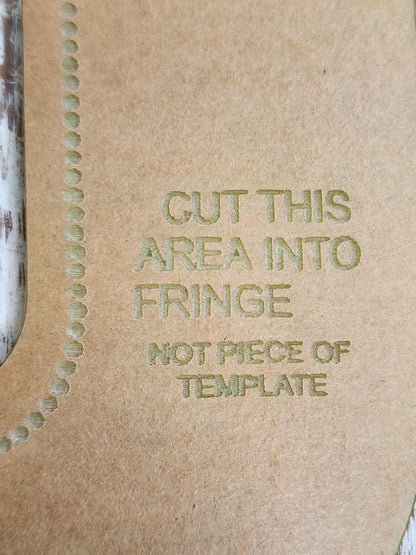 CUT THIS
AREA INTO
FRINGE
NOT PIECE OF
TEMPLATE